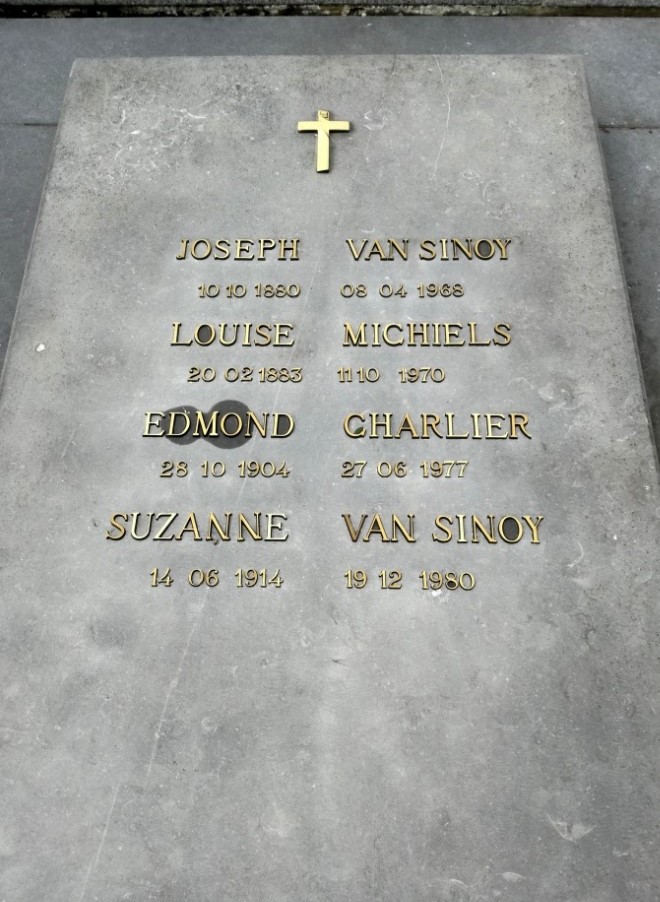 JOSEPH VAN SINOY
10 10 1880 08 04 1968
LOUISE MICHIELS
20 02 1883 11 10 1970
EDMOND CHARLIER
28 10 1904 27 06 1977
SUZANNE VAN SINOY
14 06 1914 19 12 1980